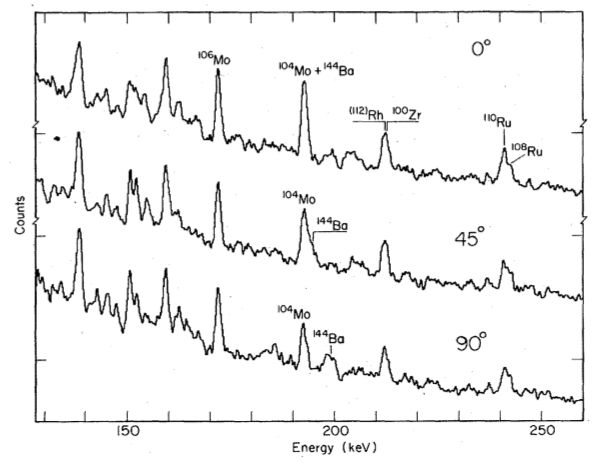 0°
¹⁰⁶Mo
¹⁰⁴Mo + ¹⁴⁴Ba
⁽¹¹²⁾Rh ¹⁰⁰Zr
¹¹⁰Ru
¹⁰⁸Ru
Counts
¹⁰⁴Mo
¹⁴⁴Ba
45°
¹⁰⁴Mo
¹⁴⁴Ba
90°
150 200 250
Energy (keV)